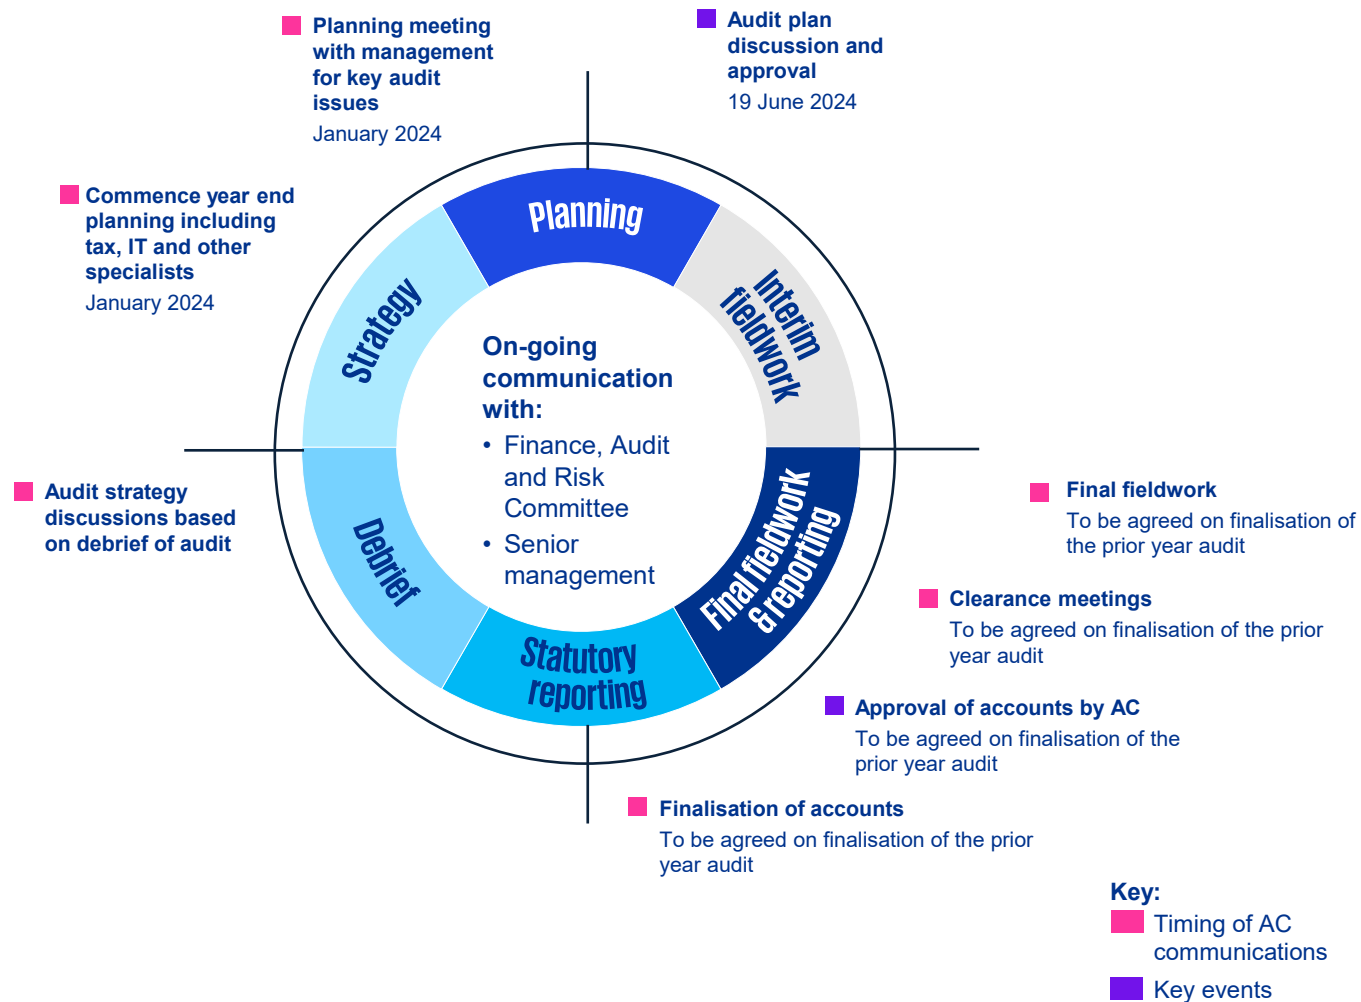 Planning meeting
with management
for key audit
issues
January 2024
Audit plan
discussion and
approval
19 June 2024
Commence year end
planning including
tax, IT and other
specialists
January 2024
Planning
Strategy
Interim
fieldwork
On-going
communication
with:
• Finance, Audit
and Risk
Committee
• Senior
management
Audit strategy
discussions based
on debrief of audit
Debrief
Final fieldwork
& reporting
Statutory
reporting
Final fieldwork
To be agreed on finalisation of
the prior year audit
Clearance meetings
To be agreed on finalisation of the prior
year audit
Approval of accounts by AC
To be agreed on finalisation of the
prior year audit
Finalisation of accounts
To be agreed on finalisation of the prior
year audit
Key:
Timing of AC
communications
Key events